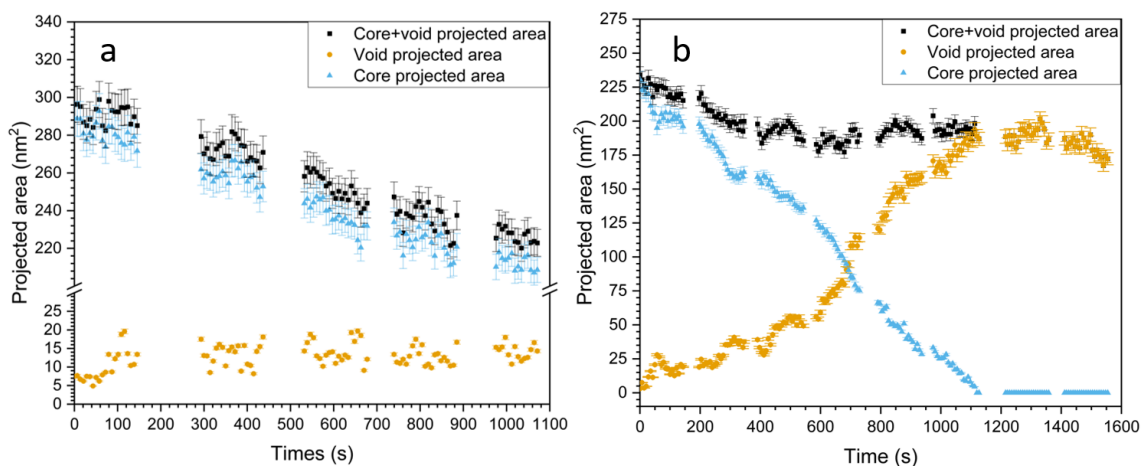 a
Core+void projected area
Void projected area
Core projected area
Projected area (nm²)
340
320
300
280
260
240
220
25
20
15
10
5
0
0 100 200 300 400 500 600 700 800 900 1000 1100
Times (s)
b
Core+void projected area
Void projected area
Core projected area
Projected area (nm²)
275
250
225
200
175
150
125
100
75
50
25
0
0 200 400 600 800 1000 1200 1400 1600
Time (s)